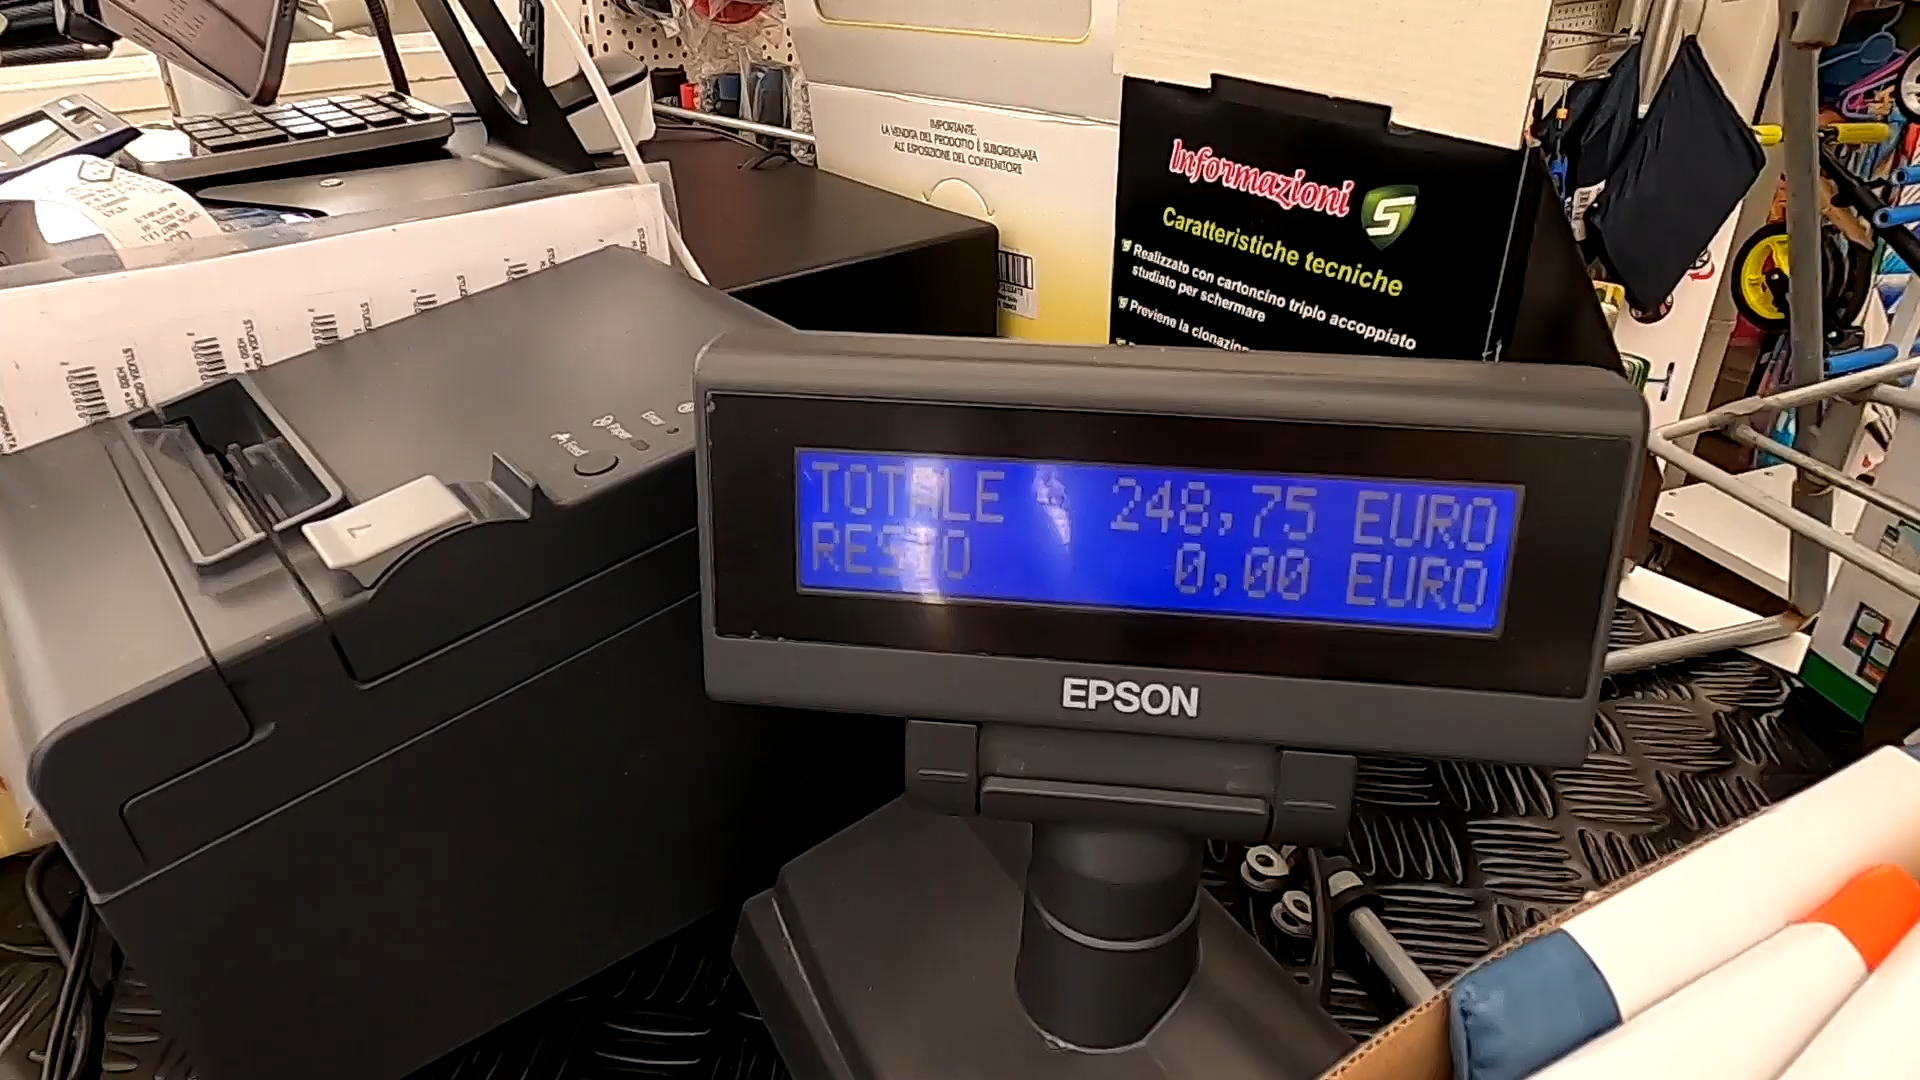 IMPORTANTE:
LA VENDITA DEL PRODOTTO È SUBORDINATA
ALL'ESPOSIZIONE DEL CONTENITORE
Informazioni
S
Caratteristiche tecniche
Realizzato con cartoncino triplo accoppiato
studiato per schermare
Previene la clonazion
Feed
Paper
Error
TOTALE 248,75 EURO
RESTO 0,00 EURO
EPSON